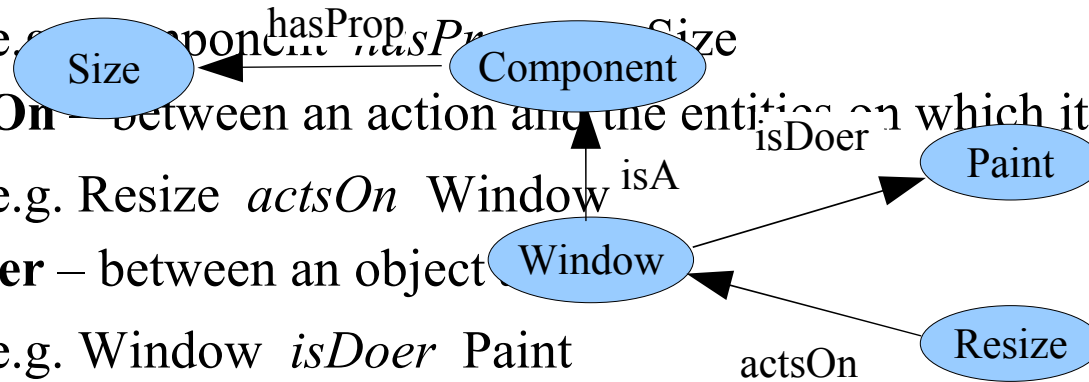 hasProp
Size
Component
Size
On – between an action and the entities on which it
isDoer
Paint
isA
e.g. Resize actsOn Window
er – between an object
Window
e.g. Window isDoer Paint
actsOn
Resize